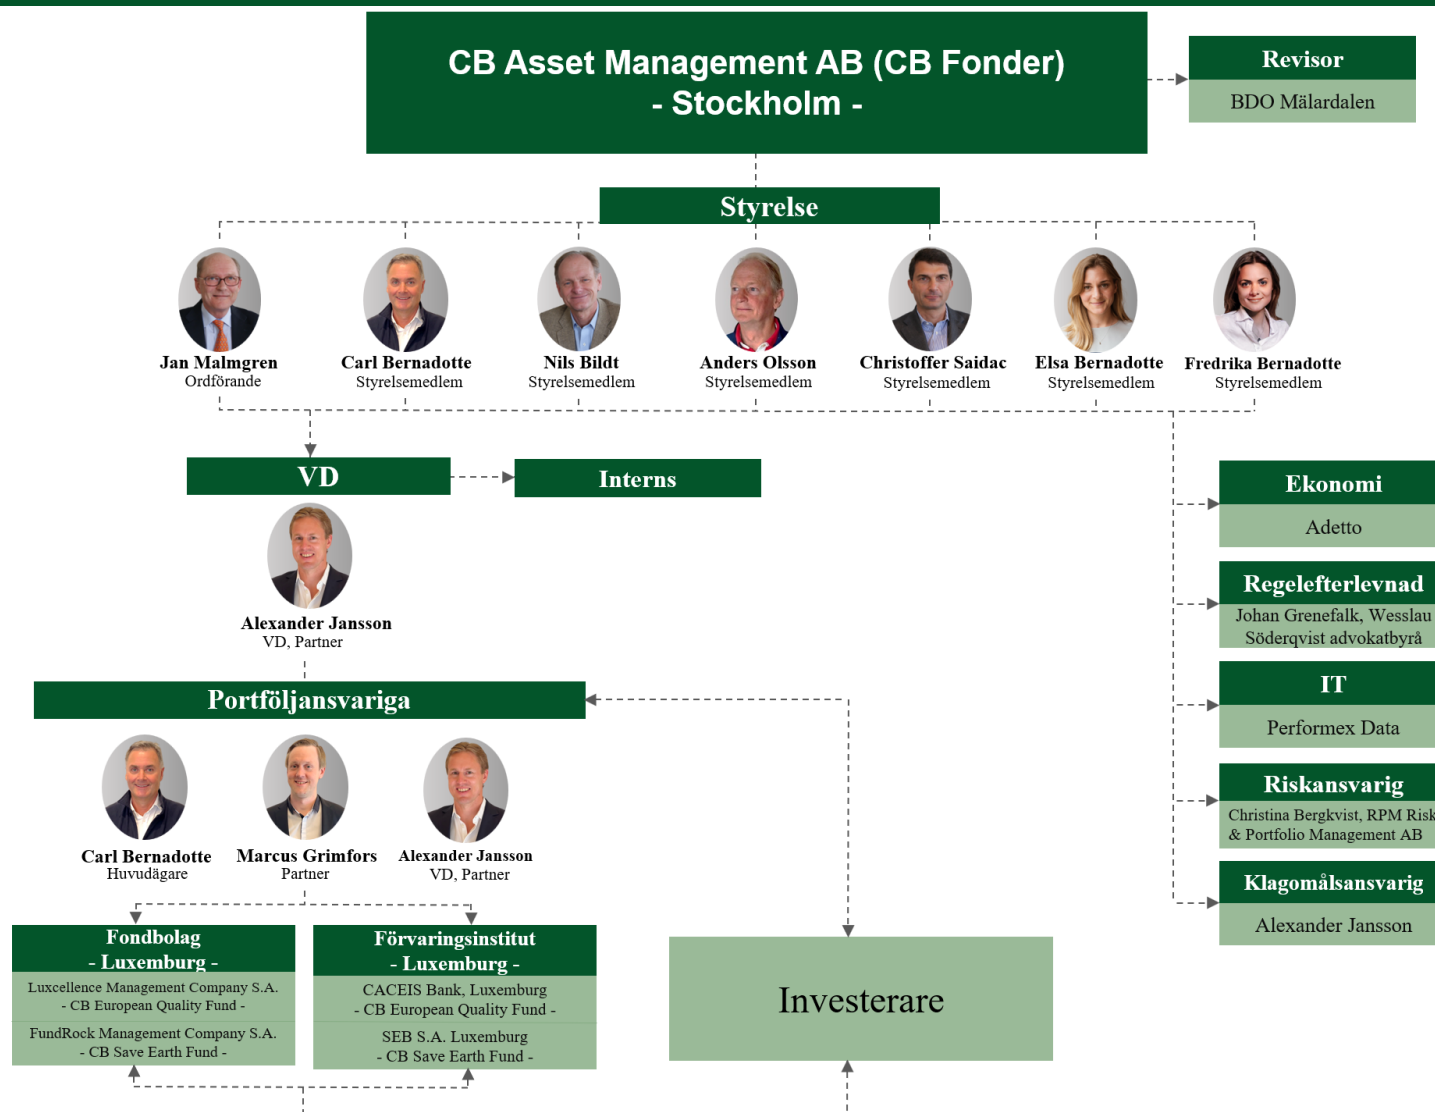 CB Asset Management AB (CB Fonder)
- Stockholm -
Revisor
BDO Mälardalen
Styrelse
Jan Malmgren
Ordförande
Carl Bernadotte
Styrelsemedlem
Nils Bildt
Styrelsemedlem
Anders Olsson
Styrelsemedlem
Christoffer Saidac
Styrelsemedlem
Elsa Bernadotte
Styrelsemedlem
Fredrika Bernadotte
Styrelsemedlem
VD
Interns
Alexander Jansson
VD, Partner
Ekonomi
Adetto
Regelefterlevnad
Johan Grenefalk, Wesslau
Söderqvist advokatbyrå
IT
Performex Data
Riskansvarig
Christina Bergkvist, RPM Risk
& Portfolio Management AB
Klagomålsansvarig
Alexander Jansson
Portföljansvariga
Carl Bernadotte
Huvudägare
Marcus Grimfors
Partner
Alexander Jansson
VD, Partner
Fondbolag
- Luxemburg -
Luxcellence Management Company S.A.
- CB European Quality Fund -
FundRock Management Company S.A.
- CB Save Earth Fund -
Förvaringsinstitut
- Luxemburg -
CACEIS Bank, Luxemburg
- CB European Quality Fund -
SEB S.A. Luxemburg
- CB Save Earth Fund -
Investerare